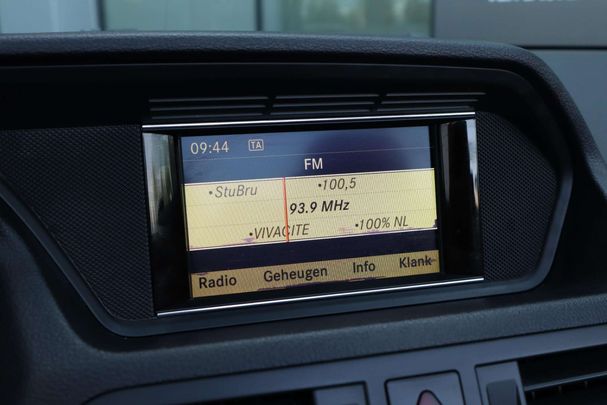 09:44 TA
FM
•StuBru •100,5
93.9 MHz
•VIVACITE •100% NL
Radio Geheugen Info Klank